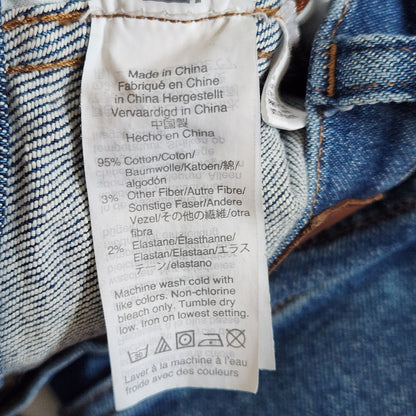 Made in China
Fabriqué en Chine
in China Hergestellt
Vervaardigd in China
中国製
Hecho en China
95% Cotton/Coton/
Baumwolle/Katoen/綿/
algodón
3% Other Fiber/Autre Fibre/
Sonstige Faser/Andere
Vezel/その他の繊維/otra
fibra
2% Elastane/Élasthanne/
Elastan/Elastaan/エラス
チーン/elastano
Machine wash cold with
like colors. Non-chlorine
bleach only. Tumble dry
low. Iron on lowest setting.
Laver à la machine à l'eau
froide avec des couleurs